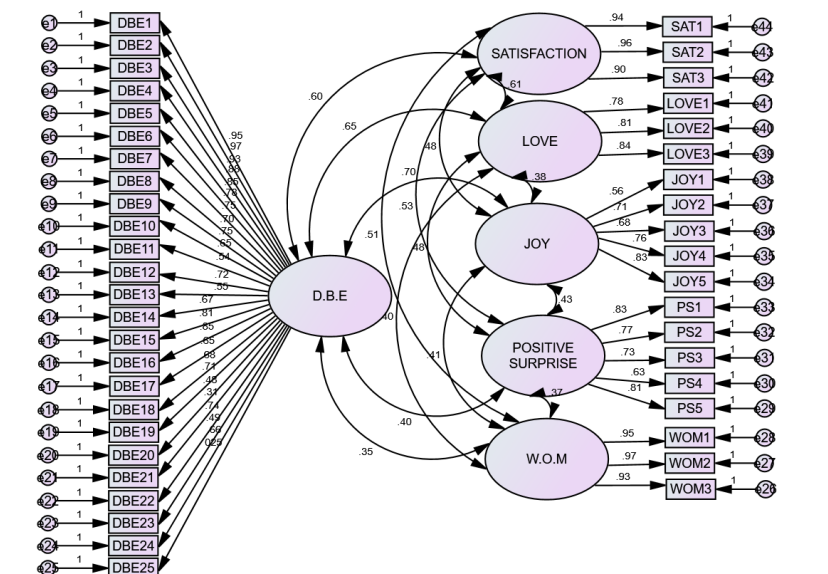 e1 1 DBE1
e2 1 DBE2
e3 1 DBE3
e4 1 DBE4
e5 1 DBE5
e6 1 DBE6
e7 1 DBE7
e8 1 DBE8
e9 1 DBE9
e10 1 DBE10
e11 1 DBE11
e12 1 DBE12
e13 1 DBE13
e14 1 DBE14
e15 1 DBE15
e16 1 DBE16
e17 1 DBE17
e18 1 DBE18
e19 1 DBE19
e20 1 DBE20
e21 1 DBE21
e22 1 DBE22
e23 1 DBE23
e24 1 DBE24
e25 1 DBE25
.95
.97
.93
.75
.70
.75
.65
.54
.72
.55
.67
.81
.65
.65
.68
.71
.48
.31
.74
.49
.66
.025
D.B.E
.60
.65
.70
.40
.35
.61
.48
.53
.51
.38
.48
.40
.43
.41
.37
SATISFACTION
.94 SAT1 1 e44
.96 SAT2 1 e43
.90 SAT3 1 e42
LOVE
.78 LOVE1 1 e41
.81 LOVE2 1 e40
.84 LOVE3 1 e39
JOY
.56 JOY1 1 e38
.71 JOY2 1 e37
.68 JOY3 1 e36
.76 JOY4 1 e35
.83 JOY5 1 e34
POSITIVE
SURPRISE
.83 PS1 1 e33
.77 PS2 1 e32
.73 PS3 1 e31
.63 PS4 1 e30
.81 PS5 1 e29
W.O.M
.95 WOM1 1 e28
.97 WOM2 1 e27
.93 WOM3 1 e26